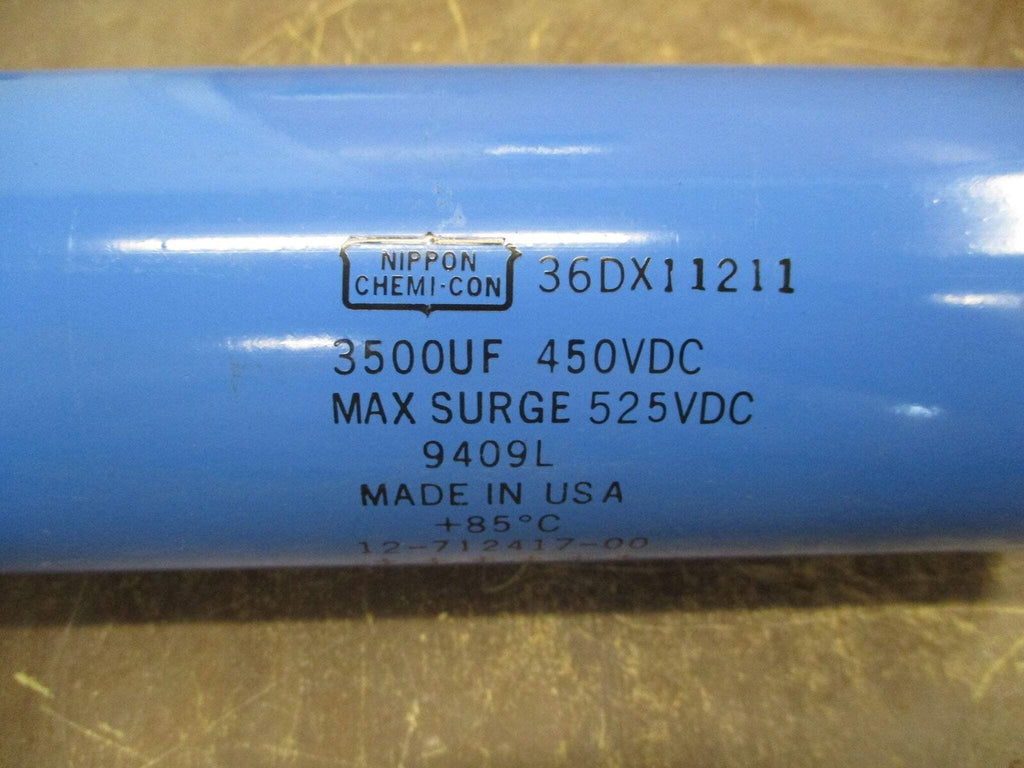 NIPPON
CHEMI-CON 36DX11211
3500UF 450VDC
MAX SURGE 525VDC
9409L
MADE IN USA
+85°C
12-712417-00